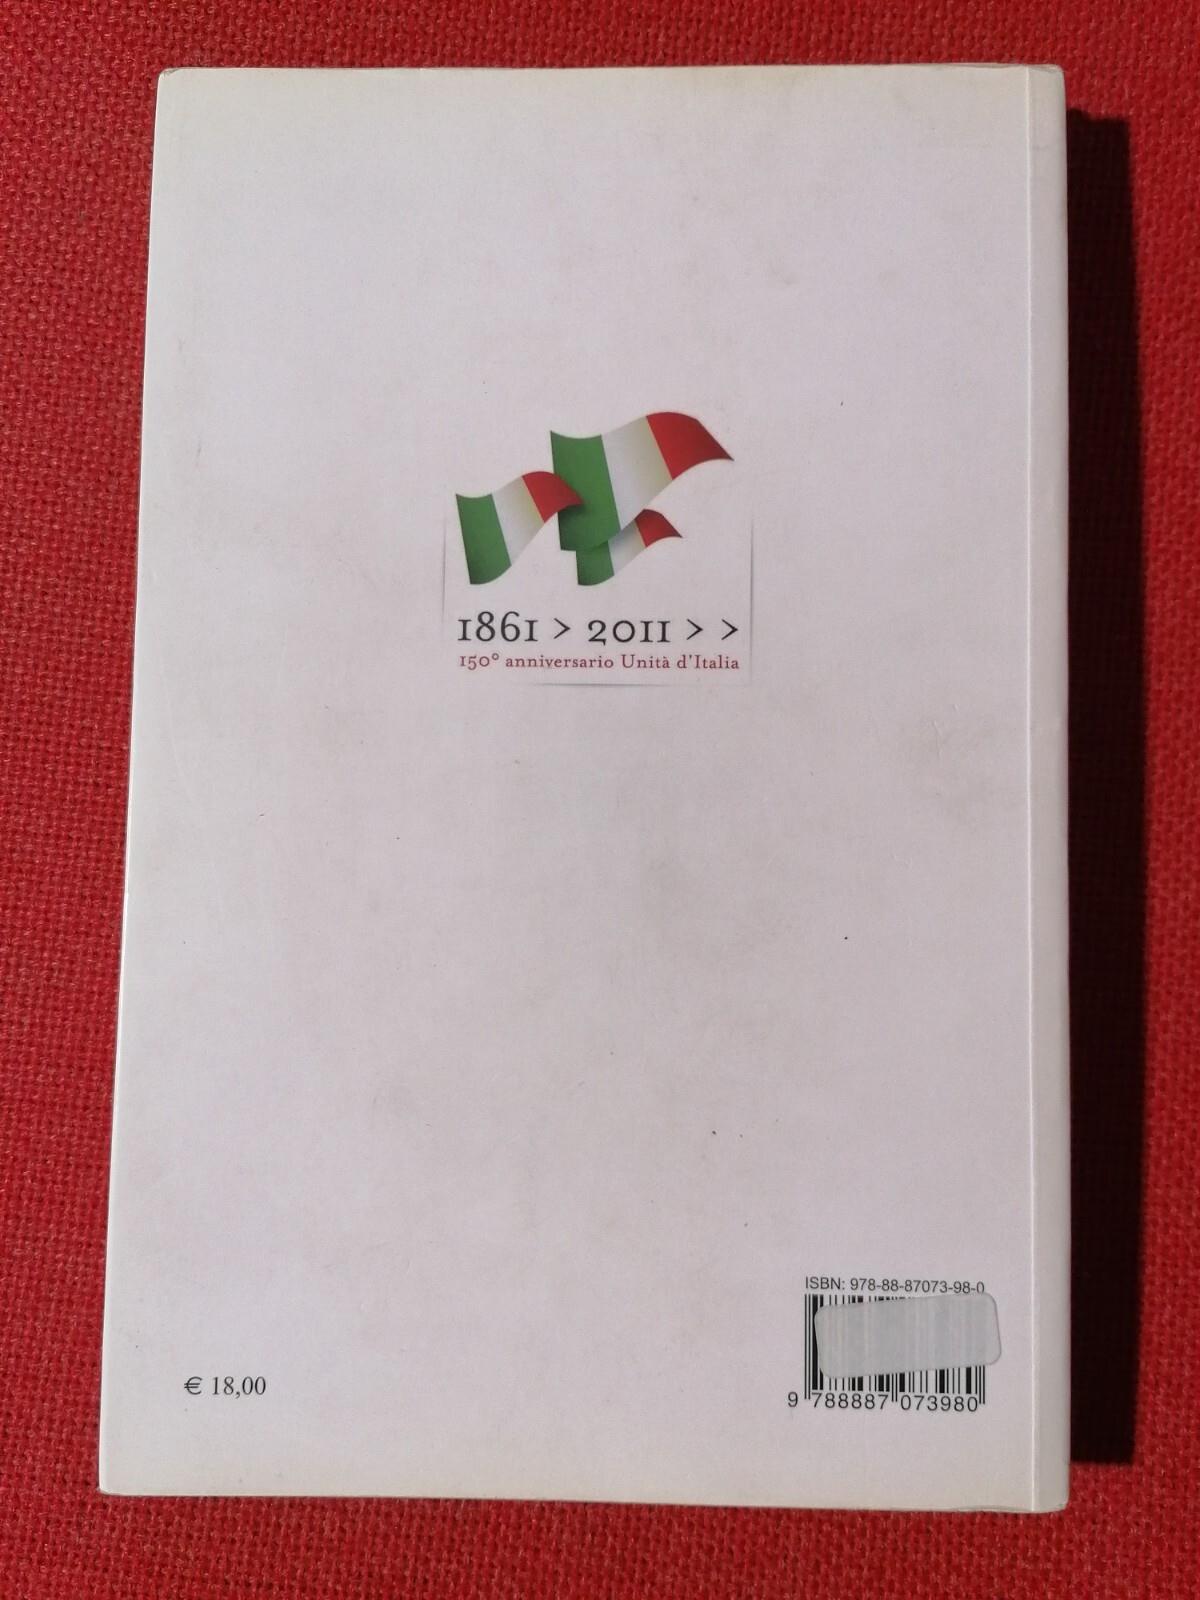 1861 > 2011 > >
150° anniversario Unità d'Italia
ISBN: 978-88-87073-98-0
9 788887 073980
€ 18,00